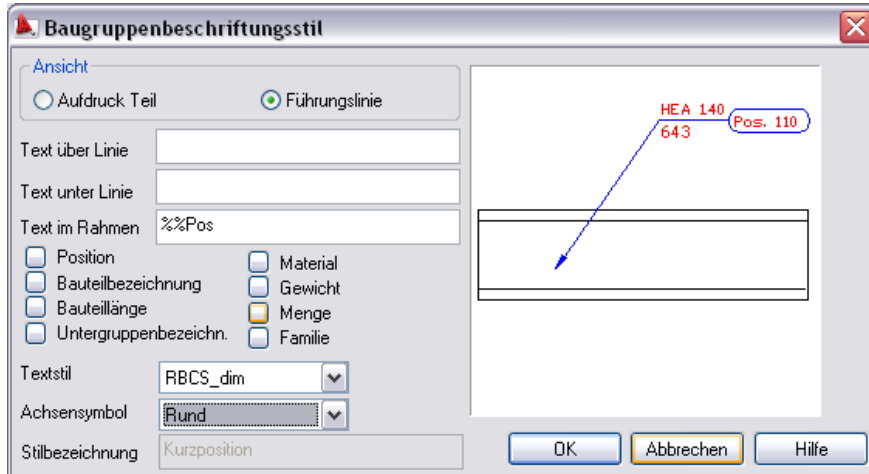 Baugruppenbeschriftungsstil
Ansicht
Aufdruck Teil
Führungslinie
Text über Linie
Text unter Linie
Text im Rahmen %%Pos
Position
Material
Bauteilbezeichnung
Gewicht
Bauteillänge
Menge
Untergruppenbezeichn.
Familie
Textstil RBCS_dim
Achsensymbol Rund
Stilbezeichnung Kurzposition
HEA 140
Pos. 110
643
OK Abbrechen Hilfe